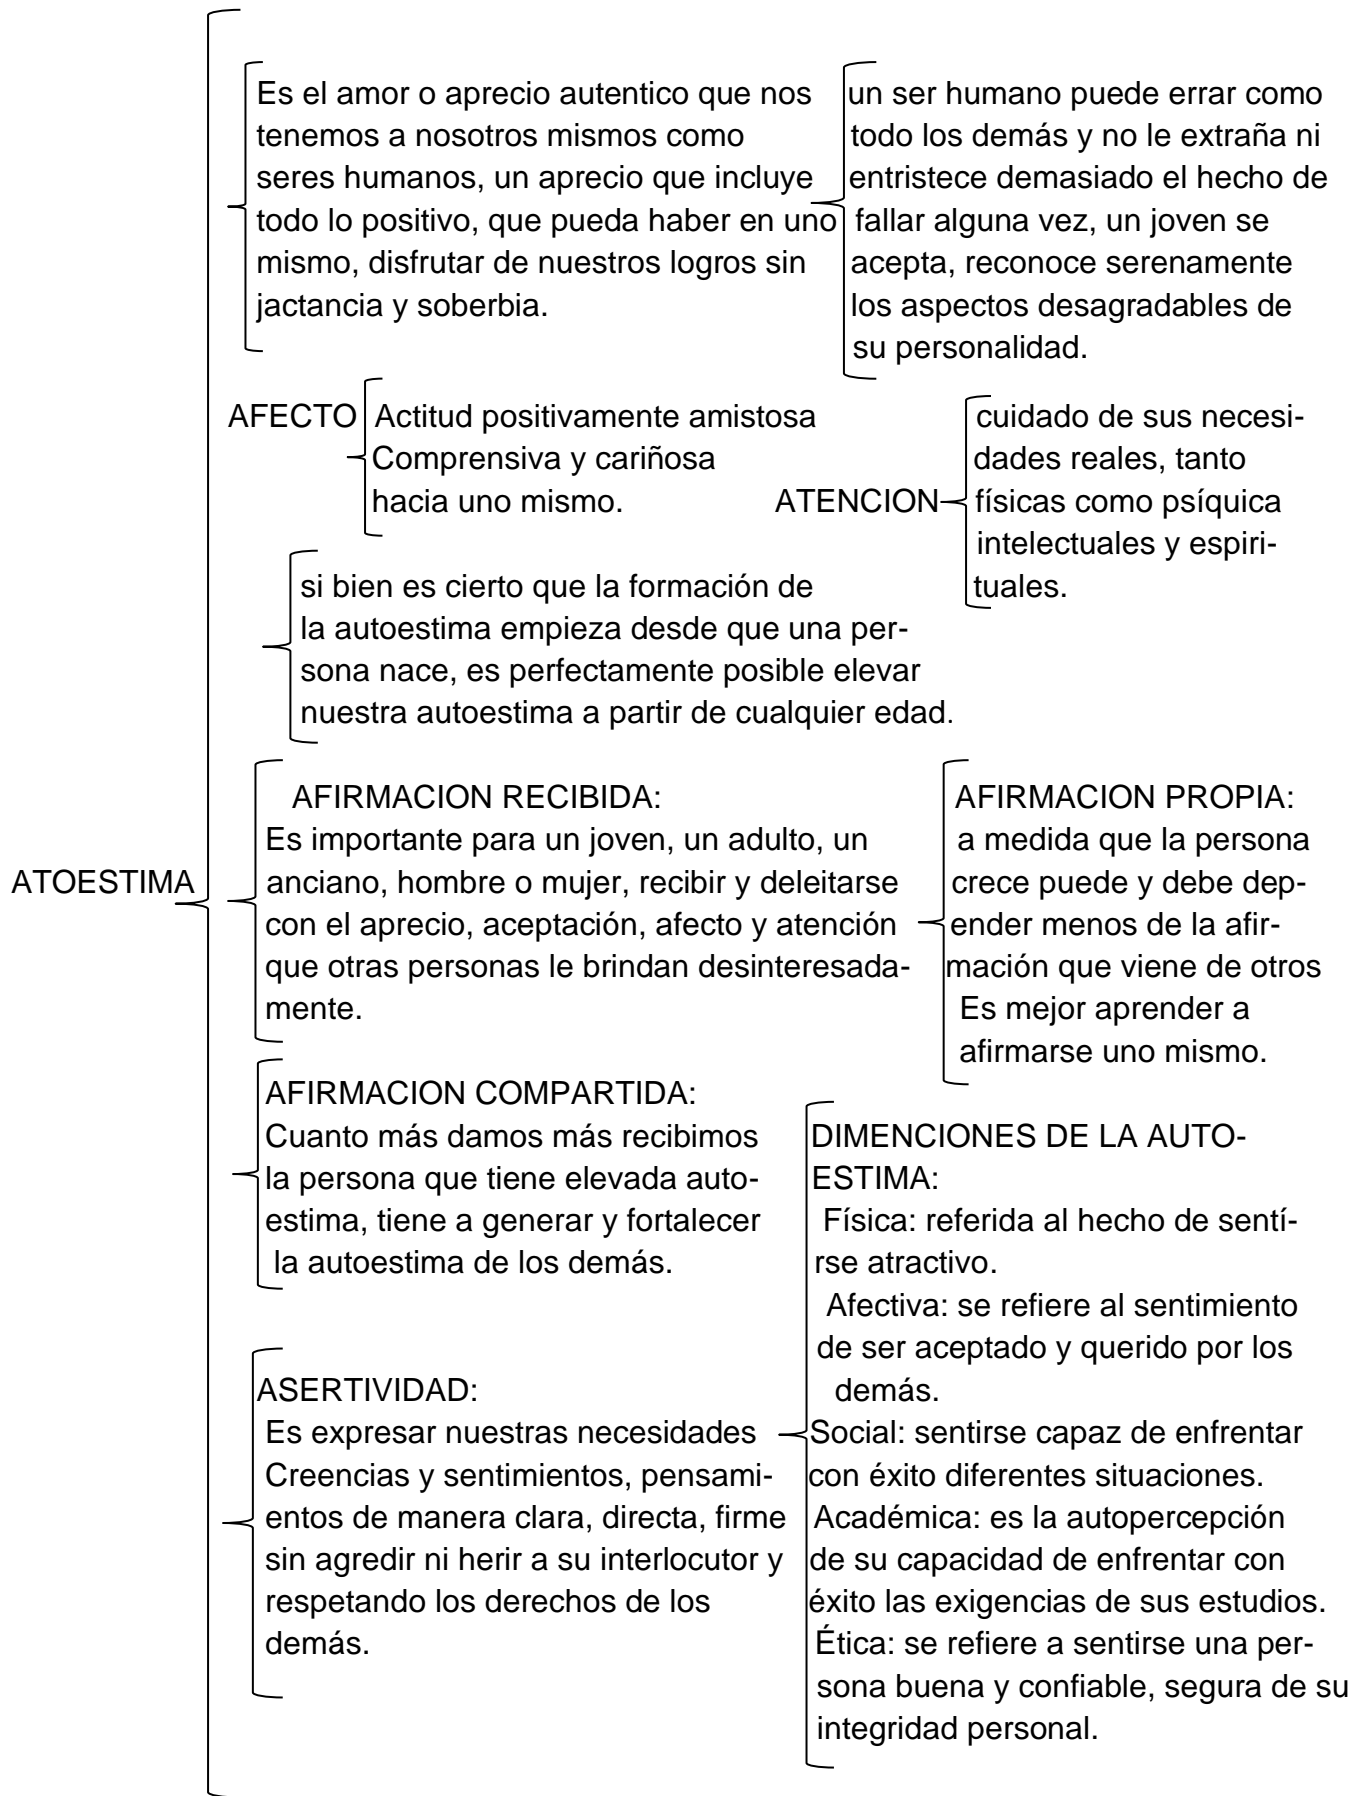 Es el amor o aprecio autentico que nos
tenemos a nosotros mismos como
seres humanos, un aprecio que incluye
todo lo positivo, que pueda haber en uno
mismo, disfrutar de nuestros logros sin
jactancia y soberbia.
un ser humano puede errar como
todo los demás y no le extraña ni
entristece demasiado el hecho de
fallar alguna vez, un joven se
acepta, reconoce serenamente
los aspectos desagradables de
su personalidad.
AFECTO
Actitud positivamente amistosa
Comprensiva y cariñosa
hacia uno mismo.
ATENCION
cuidado de sus necesi-
dades reales, tanto
físicas como psíquica
intelectuales y espiri-
tuales.
si bien es cierto que la formación de
la autoestima empieza desde que una per-
sona nace, es perfectamente posible elevar
nuestra autoestima a partir de cualquier edad.
ATOESTIMA
AFIRMACION RECIBIDA:
Es importante para un joven, un adulto, un
anciano, hombre o mujer, recibir y deleitarse
con el aprecio, aceptación, afecto y atención
que otras personas le brindan desinteresada-
mente.
AFIRMACION PROPIA:
a medida que la persona
crece puede y debe dep-
ender menos de la afir-
mación que viene de otros
Es mejor aprender a
afirmarse uno mismo.
AFIRMACION COMPARTIDA:
Cuanto más damos más recibimos
la persona que tiene elevada auto-
estima, tiene a generar y fortalecer
la autoestima de los demás.
ASERTIVIDAD:
Es expresar nuestras necesidades
Creencias y sentimientos, pensami-
entos de manera clara, directa, firme
sin agredir ni herir a su interlocutor y
respetando los derechos de los
demás.
DIMENCIONES DE LA AUTO-
ESTIMA:
Física: referida al hecho de sentí-
rse atractivo.
Afectiva: se refiere al sentimiento
de ser aceptado y querido por los
demás.
Social: sentirse capaz de enfrentar
con éxito diferentes situaciones.
Académica: es la autopercepción
de su capacidad de enfrentar con
éxito las exigencias de sus estudios.
Ética: se refiere a sentirse una per-
sona buena y confiable, segura de su
integridad personal.